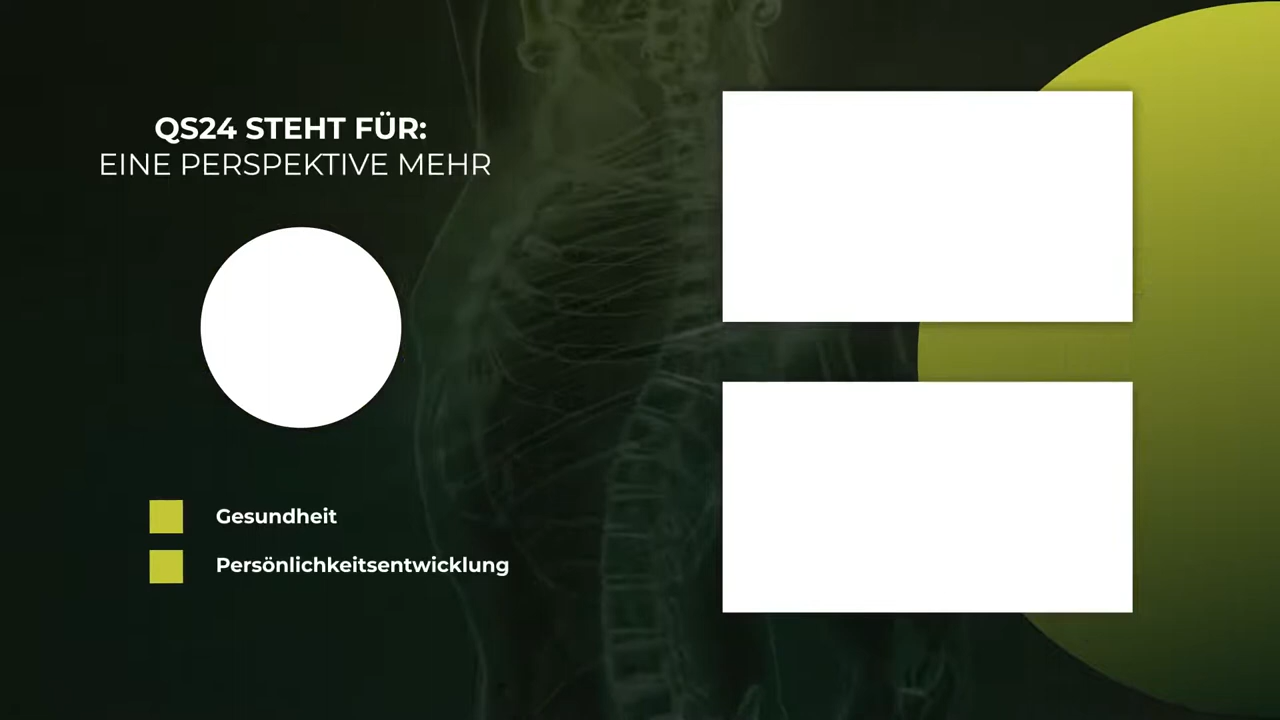 QS24 STEHT FÜR:
EINE PERSPEKTIVE MEHR
Gesundheit
Persönlichkeitsentwicklung